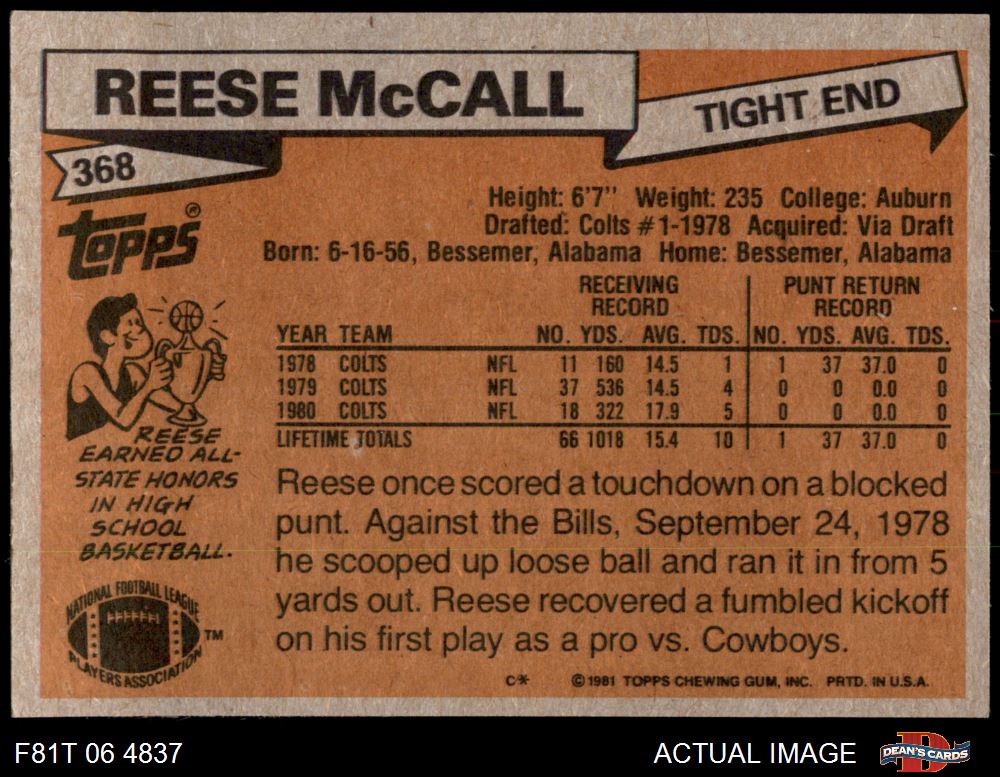 REESE McCALL
TIGHT END
368
topps®
Height: 6'7" Weight: 235 College: Auburn
Drafted: Colts #1-1978 Acquired: Via Draft
Born: 6-16-56, Bessemer, Alabama Home: Bessemer, Alabama
RECEIVING RECORD PUNT RETURN RECORD
YEAR TEAM NO. YDS. AVG. TDS. NO. YDS. AVG. TDS.
1978 COLTS NFL 11 160 14.5 1 1 37 37.0 0
1979 COLTS NFL 37 536 14.5 4 0 0 0.0 0
1980 COLTS NFL 18 322 17.9 5 0 0 0.0 0
LIFETIME TOTALS 66 1018 15.4 10 1 37 37.0 0
REESE
EARNED ALL-
STATE HONORS
IN HIGH
SCHOOL
BASKETBALL.
Reese once scored a touchdown on a blocked
punt. Against the Bills, September 24, 1978
he scooped up loose ball and ran it in from 5
yards out. Reese recovered a fumbled kickoff
on his first play as a pro vs. Cowboys.
NATIONAL FOOTBALL LEAGUE
PLAYERS ASSOCIATION
TM
C* © 1981 TOPPS CHEWING GUM, INC. PRTD. IN U.S.A.
F81T 06 4837
ACTUAL IMAGE
DEAN'S CARDS